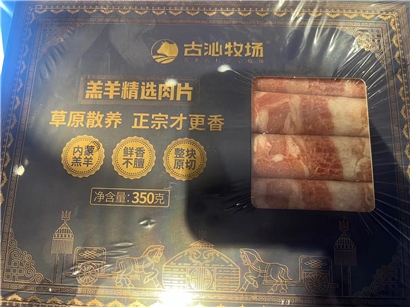 古沁牧场
羔羊精选肉片
草原散养 正宗才更香
内蒙
羔羊
鲜香
不膻
整块
原切
净含量:350克